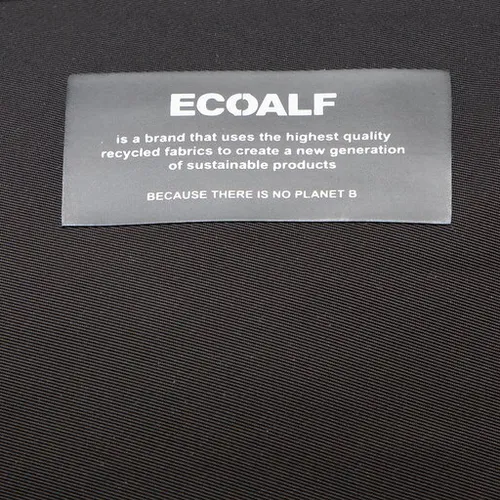 ECOALF
is a brand that uses the highest quality
recycled fabrics to create a new generation
of sustainable products
BECAUSE THERE IS NO PLANET B